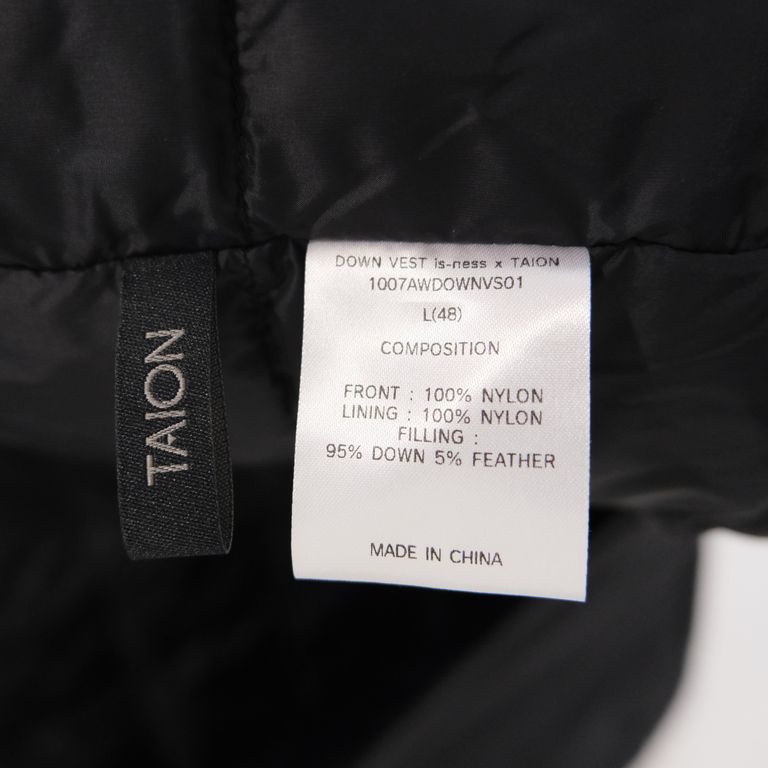 TAION
DOWN VEST is-ness x TAION
1007AWDOWNVS01
L(48)
COMPOSITION
FRONT : 100% NYLON
LINING : 100% NYLON
FILLING :
95% DOWN 5% FEATHER
MADE IN CHINA